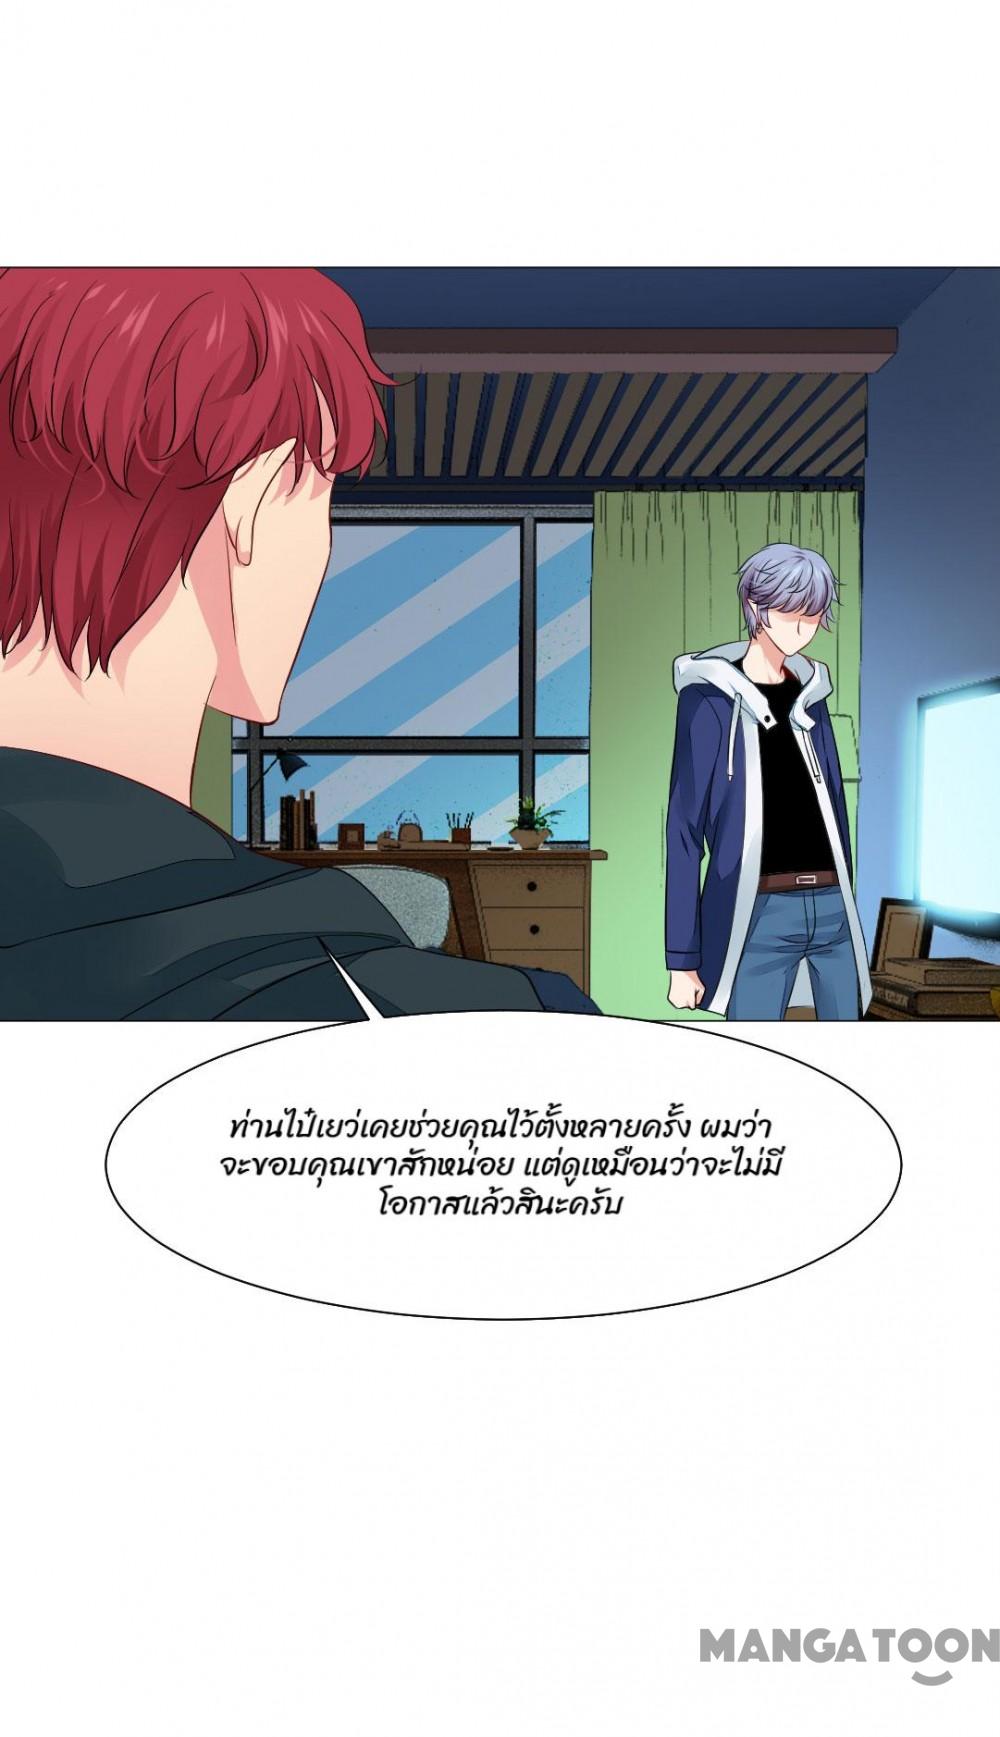 ท่านไป๋เยว่เคยช่วยคุณไว้ตั้งหลายครั้ง ผมว่า
จะขอบคุณเขาสักหน่อย แต่ดูเหมือนว่าจะไม่มี
โอกาสแล้วสินะครับ
MANGATOON